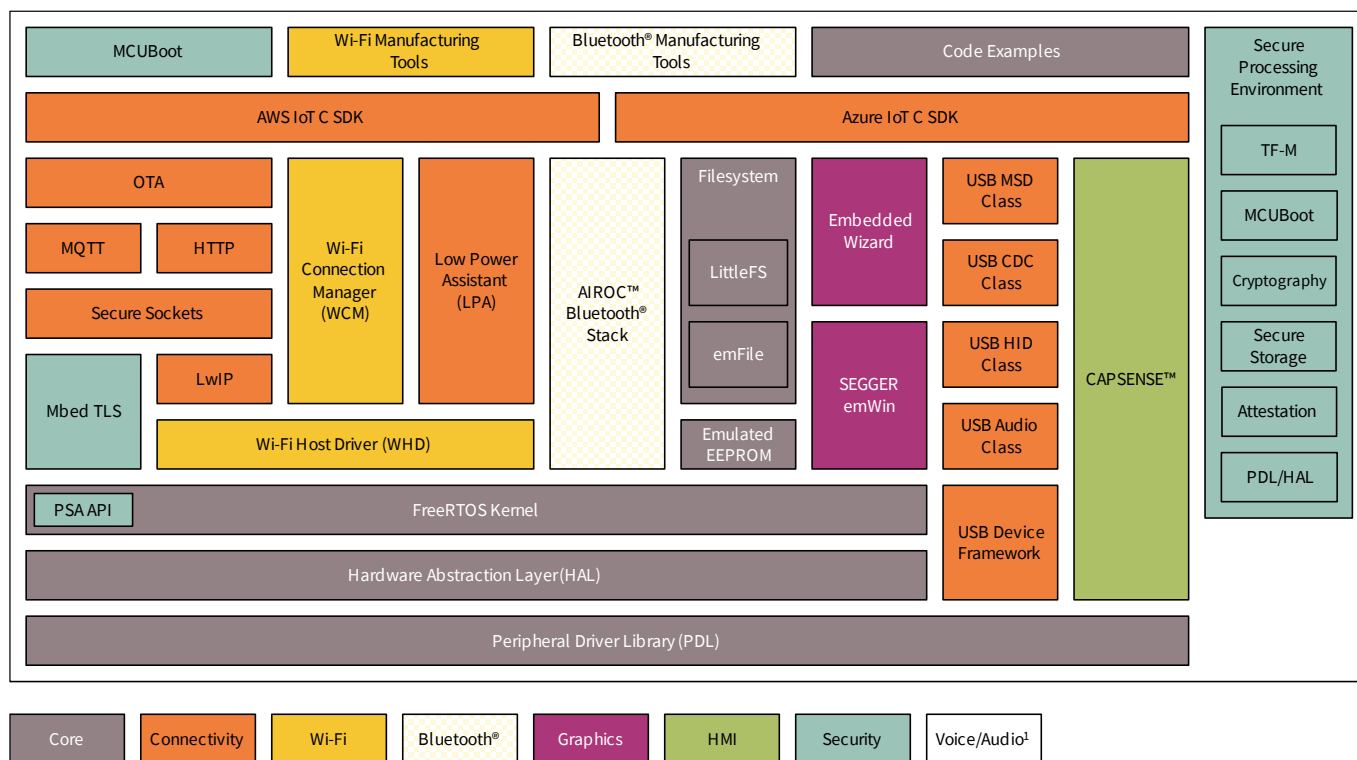 MCUBoot
Wi-Fi Manufacturing
Tools
Bluetooth® Manufacturing
Tools
Code Examples
Secure
Processing
Environment
AWS IoT C SDK
Azure IoT C SDK
TF-M
MCUBoot
Cryptography
Secure
Storage
Attestation
PDL/HAL
OTA
MQTT
HTTP
Secure Sockets
Mbed TLS
LwIP
Wi-Fi
Connection
Manager
(WCM)
Low Power
Assistant
(LPA)
Wi-Fi Host Driver (WHD)
AIROC™
Bluetooth®
Stack
Filesystem
LittleFS
emFile
Emulated
EEPROM
Embedded
Wizard
SEGGER
emWin
USB MSD
Class
USB CDC
Class
USB HID
Class
USB Audio
Class
USB Device
Framework
CAPSENSE™
PSA API
FreeRTOS Kernel
Hardware Abstraction Layer(HAL)
Peripheral Driver Library (PDL)
Core
Connectivity
Wi-Fi
Bluetooth®
Graphics
HMI
Security
Voice/Audio¹